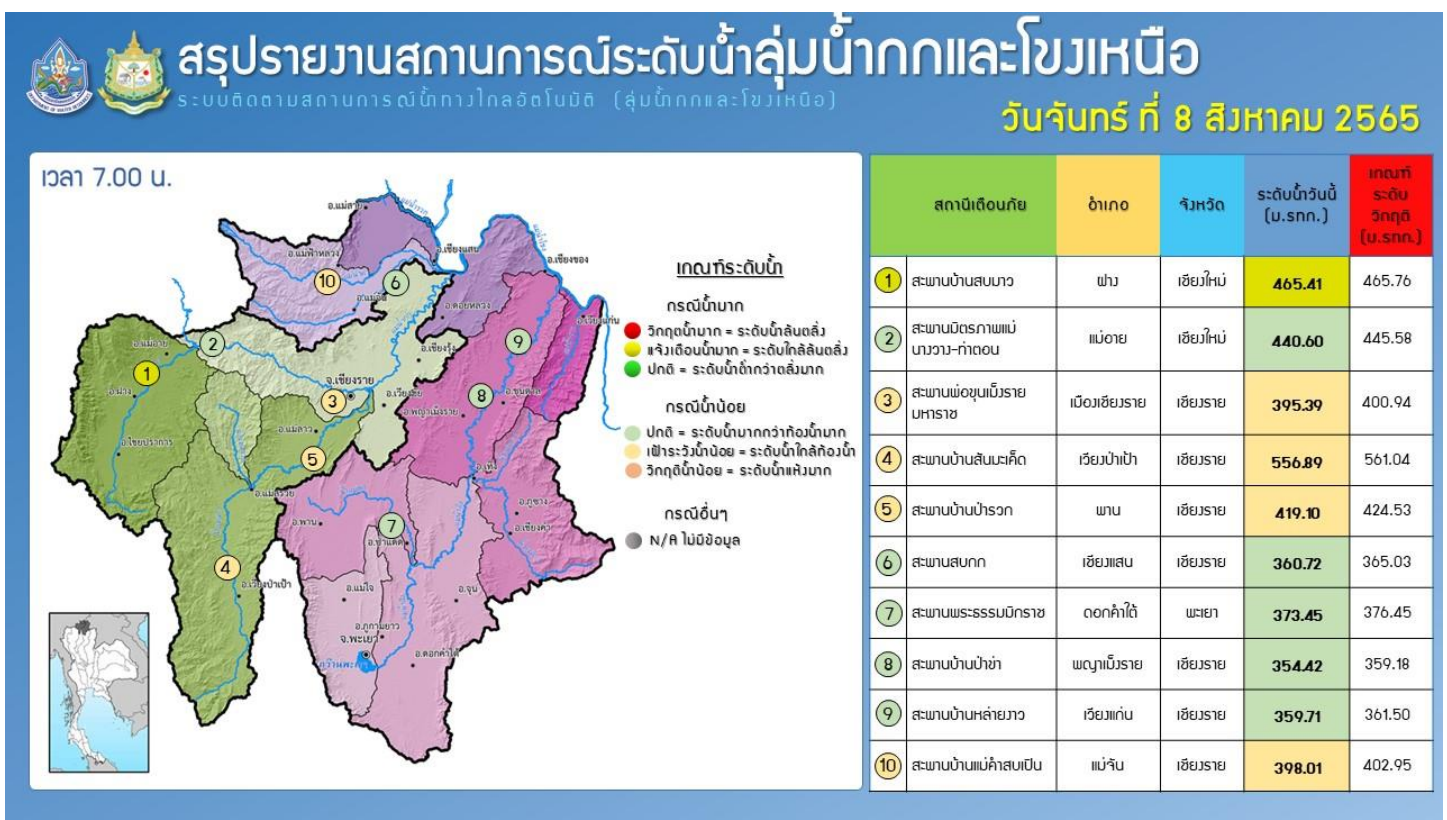 สรุปรายงานสถานการณ์ระดับน้ำลุ่มน้ำกกและโขงเหนือ
ระบบติดตามสถานการณ์น้ำทางไกลอัตโนมัติ (ลุ่มน้ำกกและโขงเหนือ)
วันจันทร์ ที่ 8 สิงหาคม 2565
เวลา 7.00 น.
อ.แม่สาย
อ.แม่ฟ้าหลวง
อ.เชียงแสน
อ.เชียงของ
10
6
อ.แม่จัน
อ.ดอยหลวง
อ.เวียงแก่น
2
9
อ.แม่อาย
อ.เชียงรุ้ง
1
จ.เชียงราย
อ.ฝาง
3
8
อ.ขุนตาล
อ.พญาเม็งราย
อ.แม่ลาว
อ.ไชยปราการ
5
อ.เทิง
อ.แม่สรวย
อ.ภูซาง
อ.พาน
7
อ.เชียงคำ
อ.ป่าแดด
4
อ.เวียงป่าเป้า
อ.แม่ใจ
อ.จุน
อ.ภูกามยาว
จ.พะเยา
อ.ดอกคำใต้
กว๊านพะเยา
เกณฑ์ระดับน้ำ
กรณีน้ำมาก
วิกฤตน้ำมาก = ระดับน้ำล้นตลิ่ง
แจ้งเตือนน้ำมาก = ระดับใกล้ล้นตลิ่ง
ปกติ = ระดับน้ำต่ำกว่าตลิ่งมาก
กรณีน้ำน้อย
ปกติ = ระดับน้ำมากกว่าท้องน้ำมาก
เฝ้าระวังน้ำน้อย = ระดับน้ำใกล้ท้องน้ำ
วิกฤติน้ำน้อย = ระดับน้ำแห้งมาก
กรณีอื่นๆ
N/A ไม่มีข้อมูล
สถานีเตือนภัย อำเภอ จังหวัด ระดับน้ำวันนี้ (ม.รทก.) เกณฑ์ระดับวิกฤติ (ม.รทก.)
1 สะพานบ้านสบมาว ฝาง เชียงใหม่ 465.41 465.76
2 สะพานมิตรภาพแม่นางวาง-ท่าตอน แม่อาย เชียงใหม่ 440.60 445.58
3 สะพานพ่อขุนเม็งรายมหาราช เมืองเชียงราย เชียงราย 395.39 400.94
4 สะพานบ้านสันมะเค็ด เวียงป่าเป้า เชียงราย 556.89 561.04
5 สะพานบ้านป่ารวก พาน เชียงราย 419.10 424.53
6 สะพานสบกก เชียงแสน เชียงราย 360.72 365.03
7 สะพานพระธรรมมิกราช ดอกคำใต้ พะเยา 373.45 376.45
8 สะพานบ้านป่าข่า พญาเม็งราย เชียงราย 354.42 359.18
9 สะพานบ้านหล่ายงาว เวียงแก่น เชียงราย 359.71 361.50
10 สะพานบ้านแม่คำสบเปิน แม่จัน เชียงราย 398.01 402.95